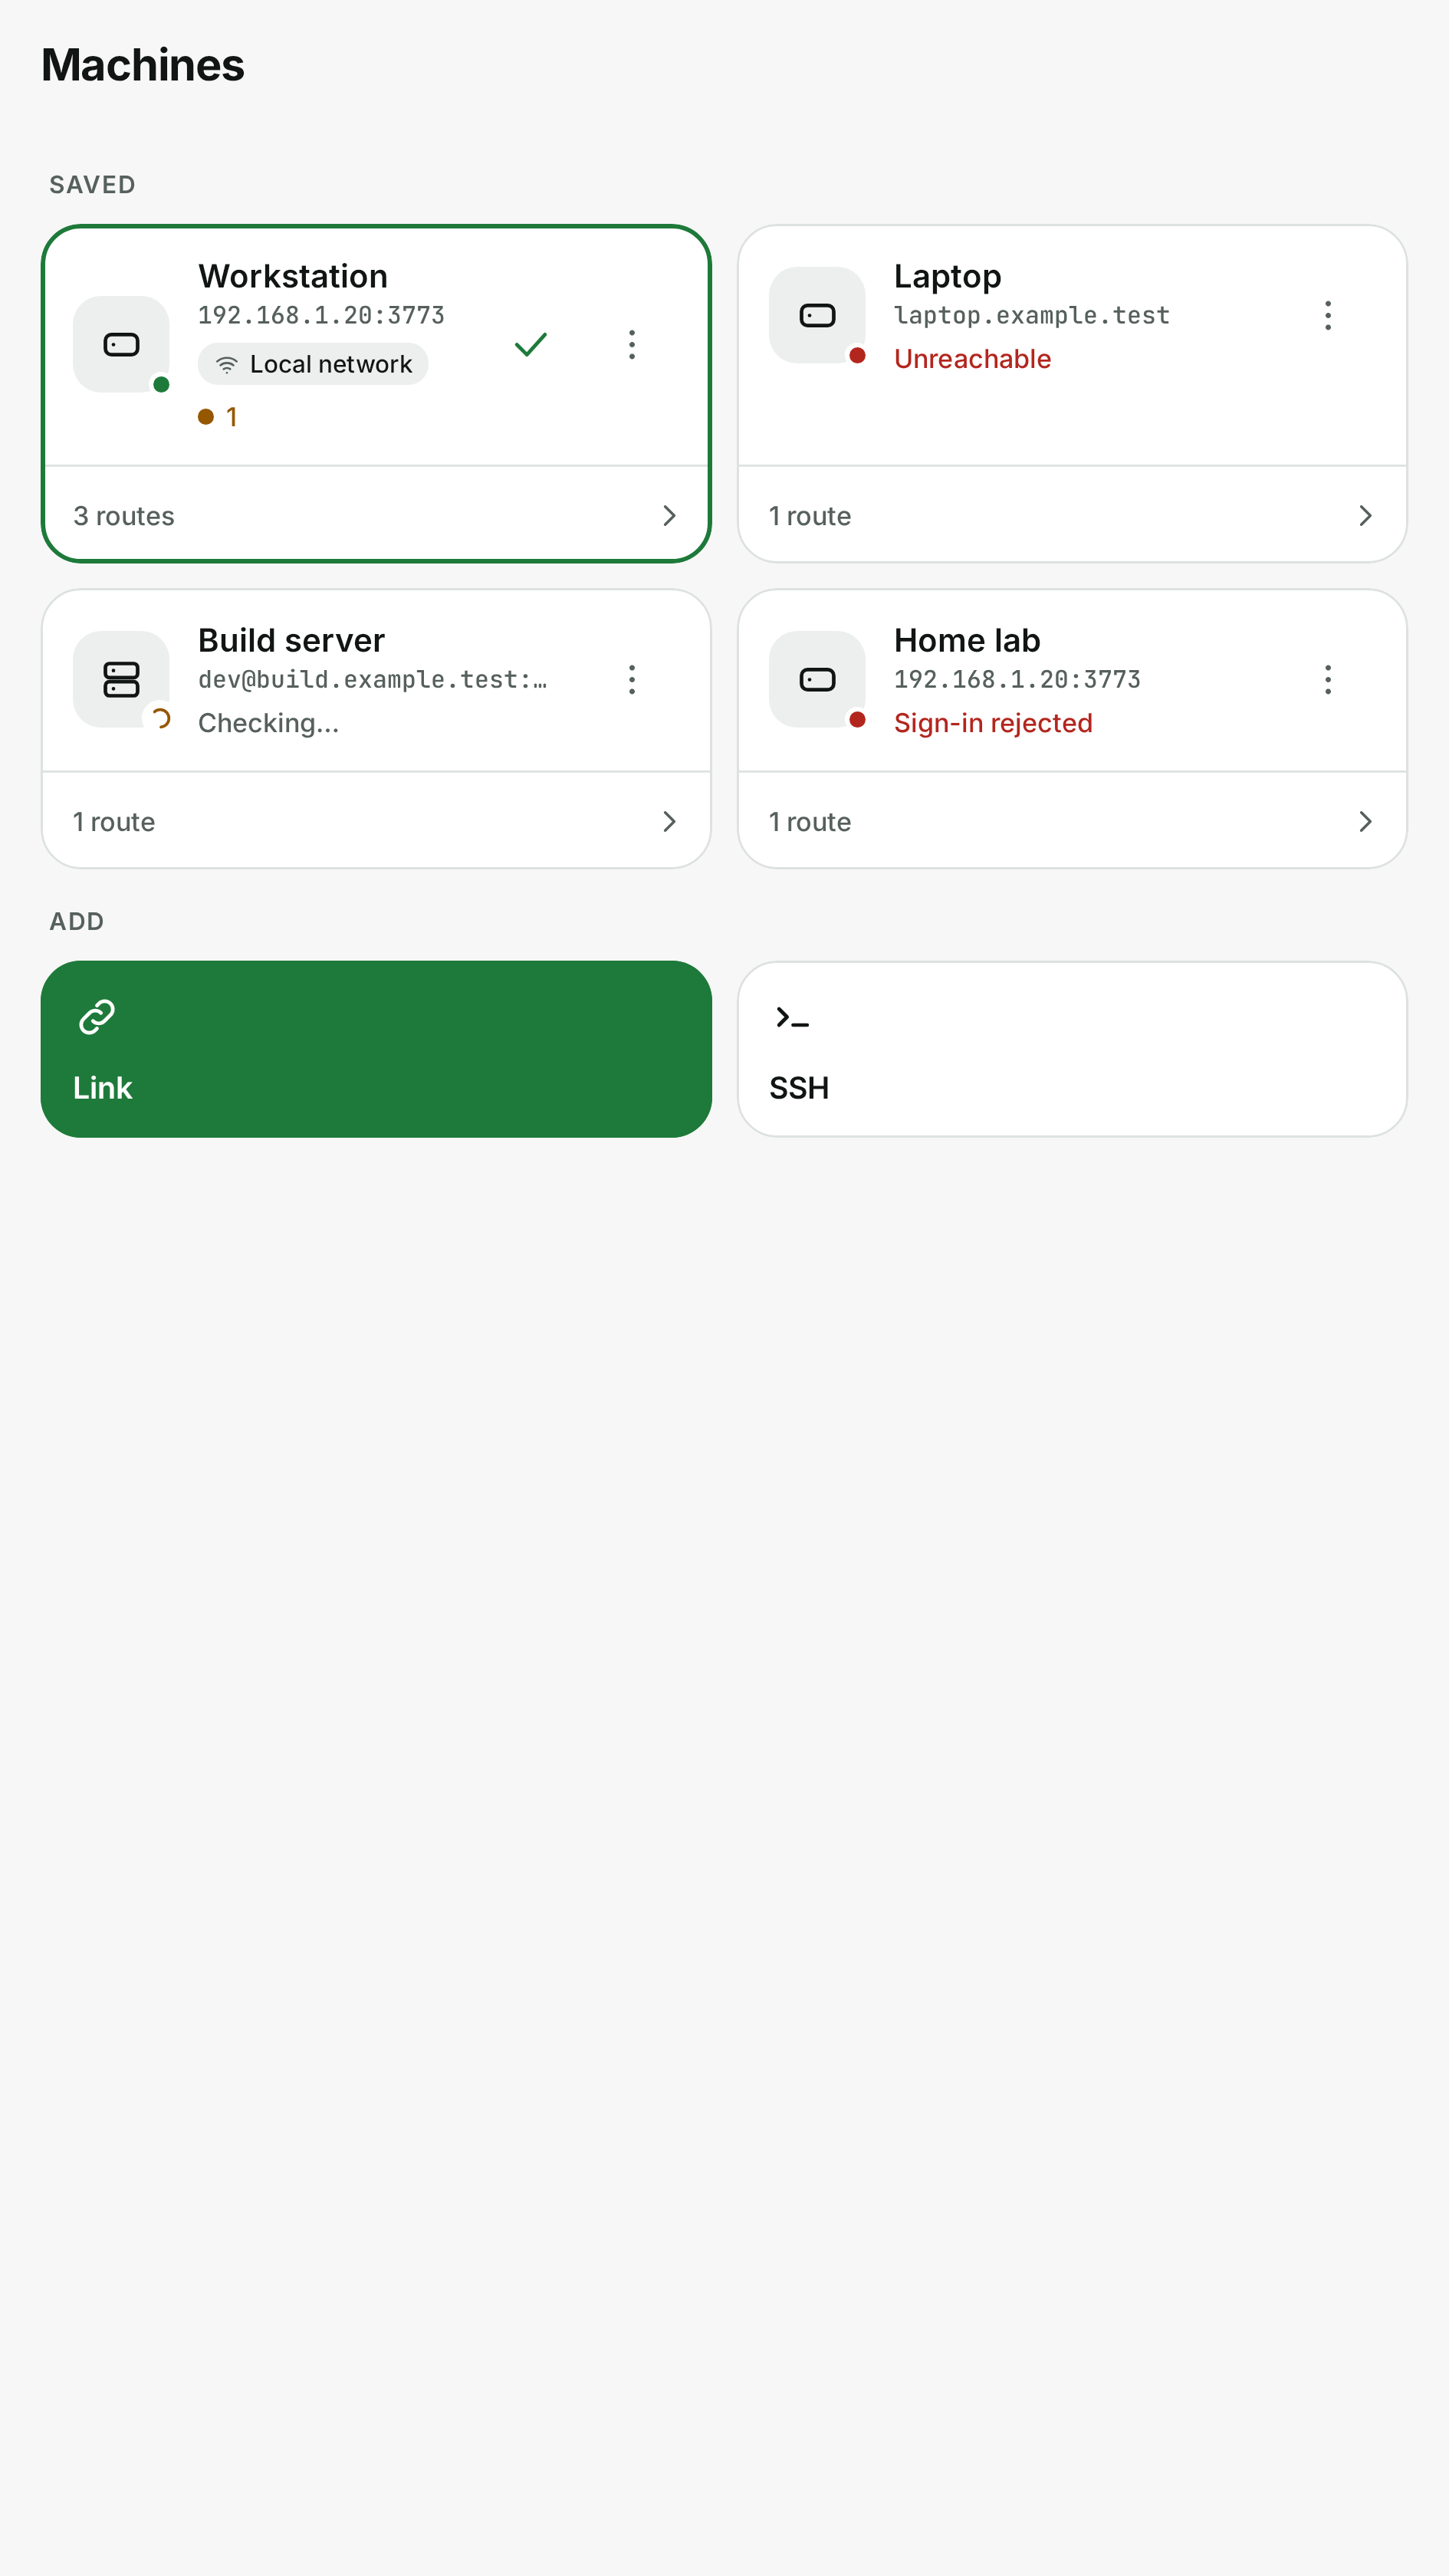 Machines
SAVED
Workstation
192.168.1.20:3773
Local network
1
3 routes
Laptop
laptop.example.test
Unreachable
1 route
Build server
dev@build.example.test:…
Checking...
1 route
Home lab
192.168.1.20:3773
Sign-in rejected
1 route
ADD
Link
SSH